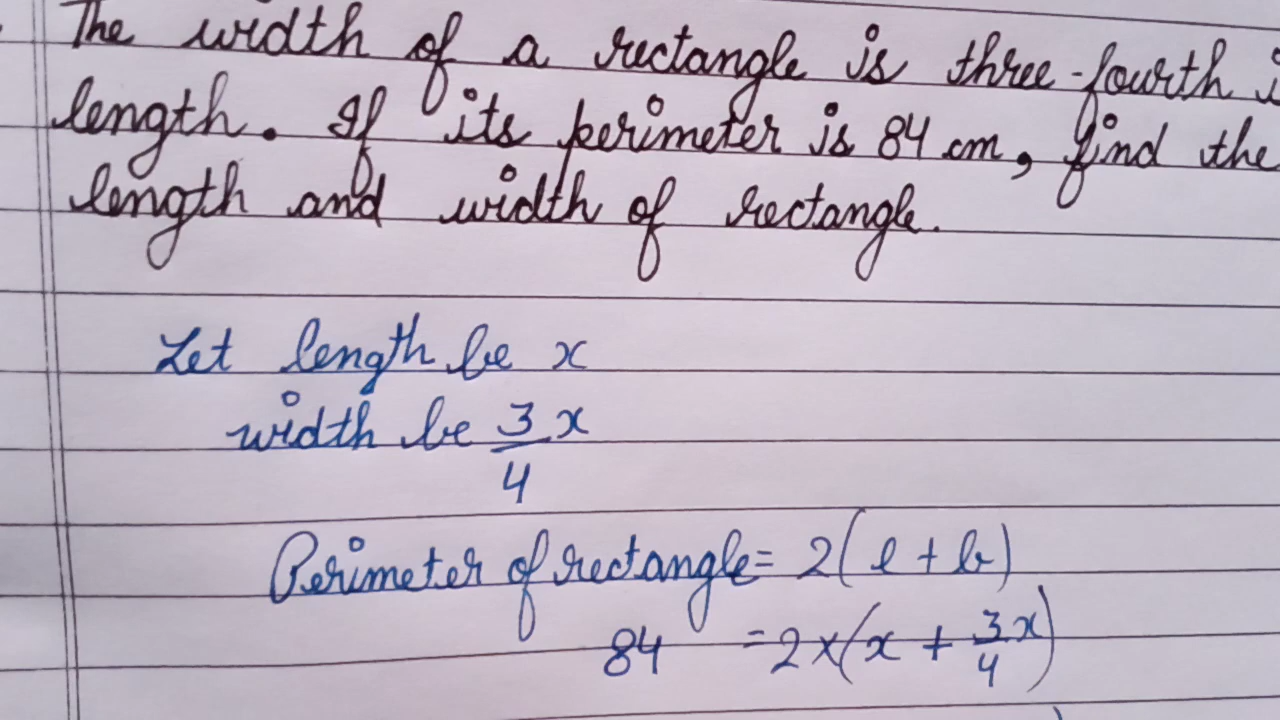 The width of a rectangle is three-fourth
length. If its perimeter is 84 cm, find the
length and width of rectangle.
Let length be x
width be 3/4 x
Perimeter of rectangle = 2(l + b)
84 = 2×(x + 3/4 x)